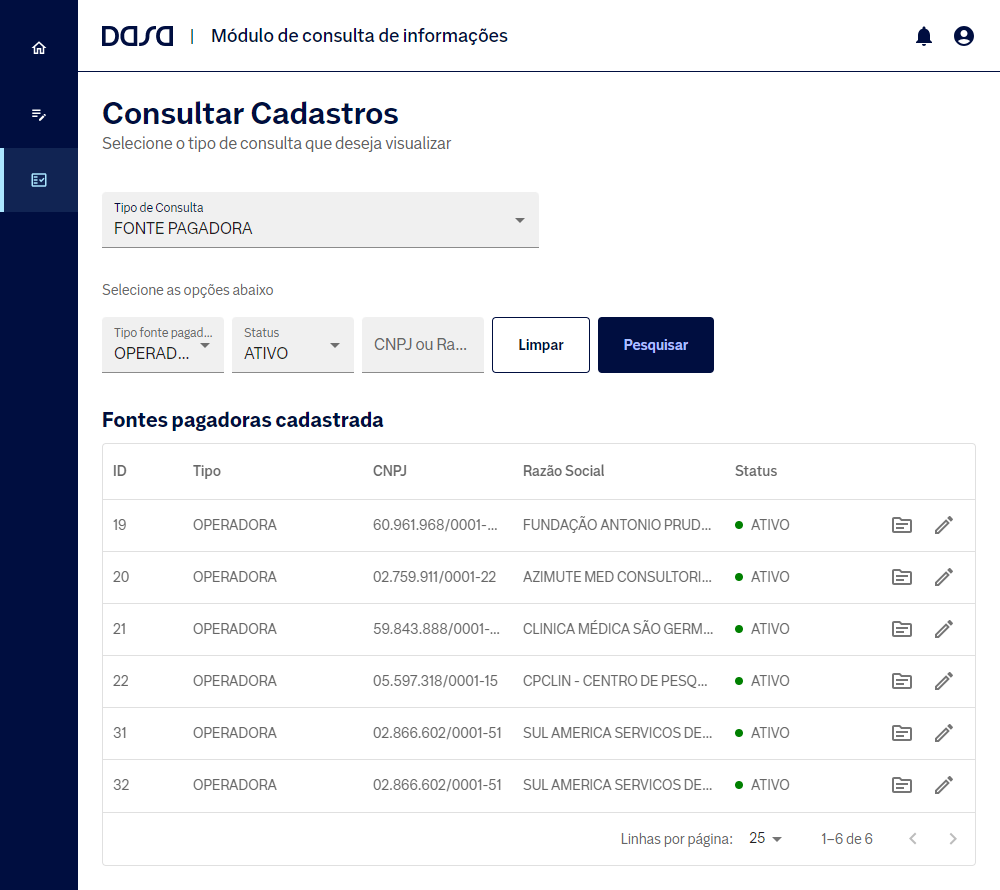 DASA | Módulo de consulta de informações
Consultar Cadastros
Selecione o tipo de consulta que deseja visualizar
Tipo de Consulta
FONTE PAGADORA
Selecione as opções abaixo
Tipo fonte pagad... Status
OPERAD... ATIVO CNPJ ou Ra... Limpar Pesquisar
Fontes pagadoras cadastrada
ID Tipo CNPJ Razão Social Status
19 OPERADORA 60.961.968/0001-... FUNDAÇÃO ANTONIO PRUD... ATIVO
20 OPERADORA 02.759.911/0001-22 AZIMUTE MED CONSULTORI... ATIVO
21 OPERADORA 59.843.888/0001-... CLINICA MÉDICA SÃO GERM... ATIVO
22 OPERADORA 05.597.318/0001-15 CPCLIN - CENTRO DE PESQ... ATIVO
31 OPERADORA 02.866.602/0001-51 SUL AMERICA SERVICOS DE... ATIVO
32 OPERADORA 02.866.602/0001-51 SUL AMERICA SERVICOS DE... ATIVO
Linhas por página: 25 1–6 de 6